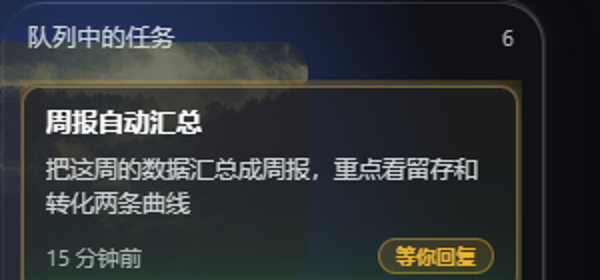 队列中的任务 6
周报自动汇总
把这周的数据汇总成周报，重点看留存和
转化两条曲线
15 分钟前 等你回复